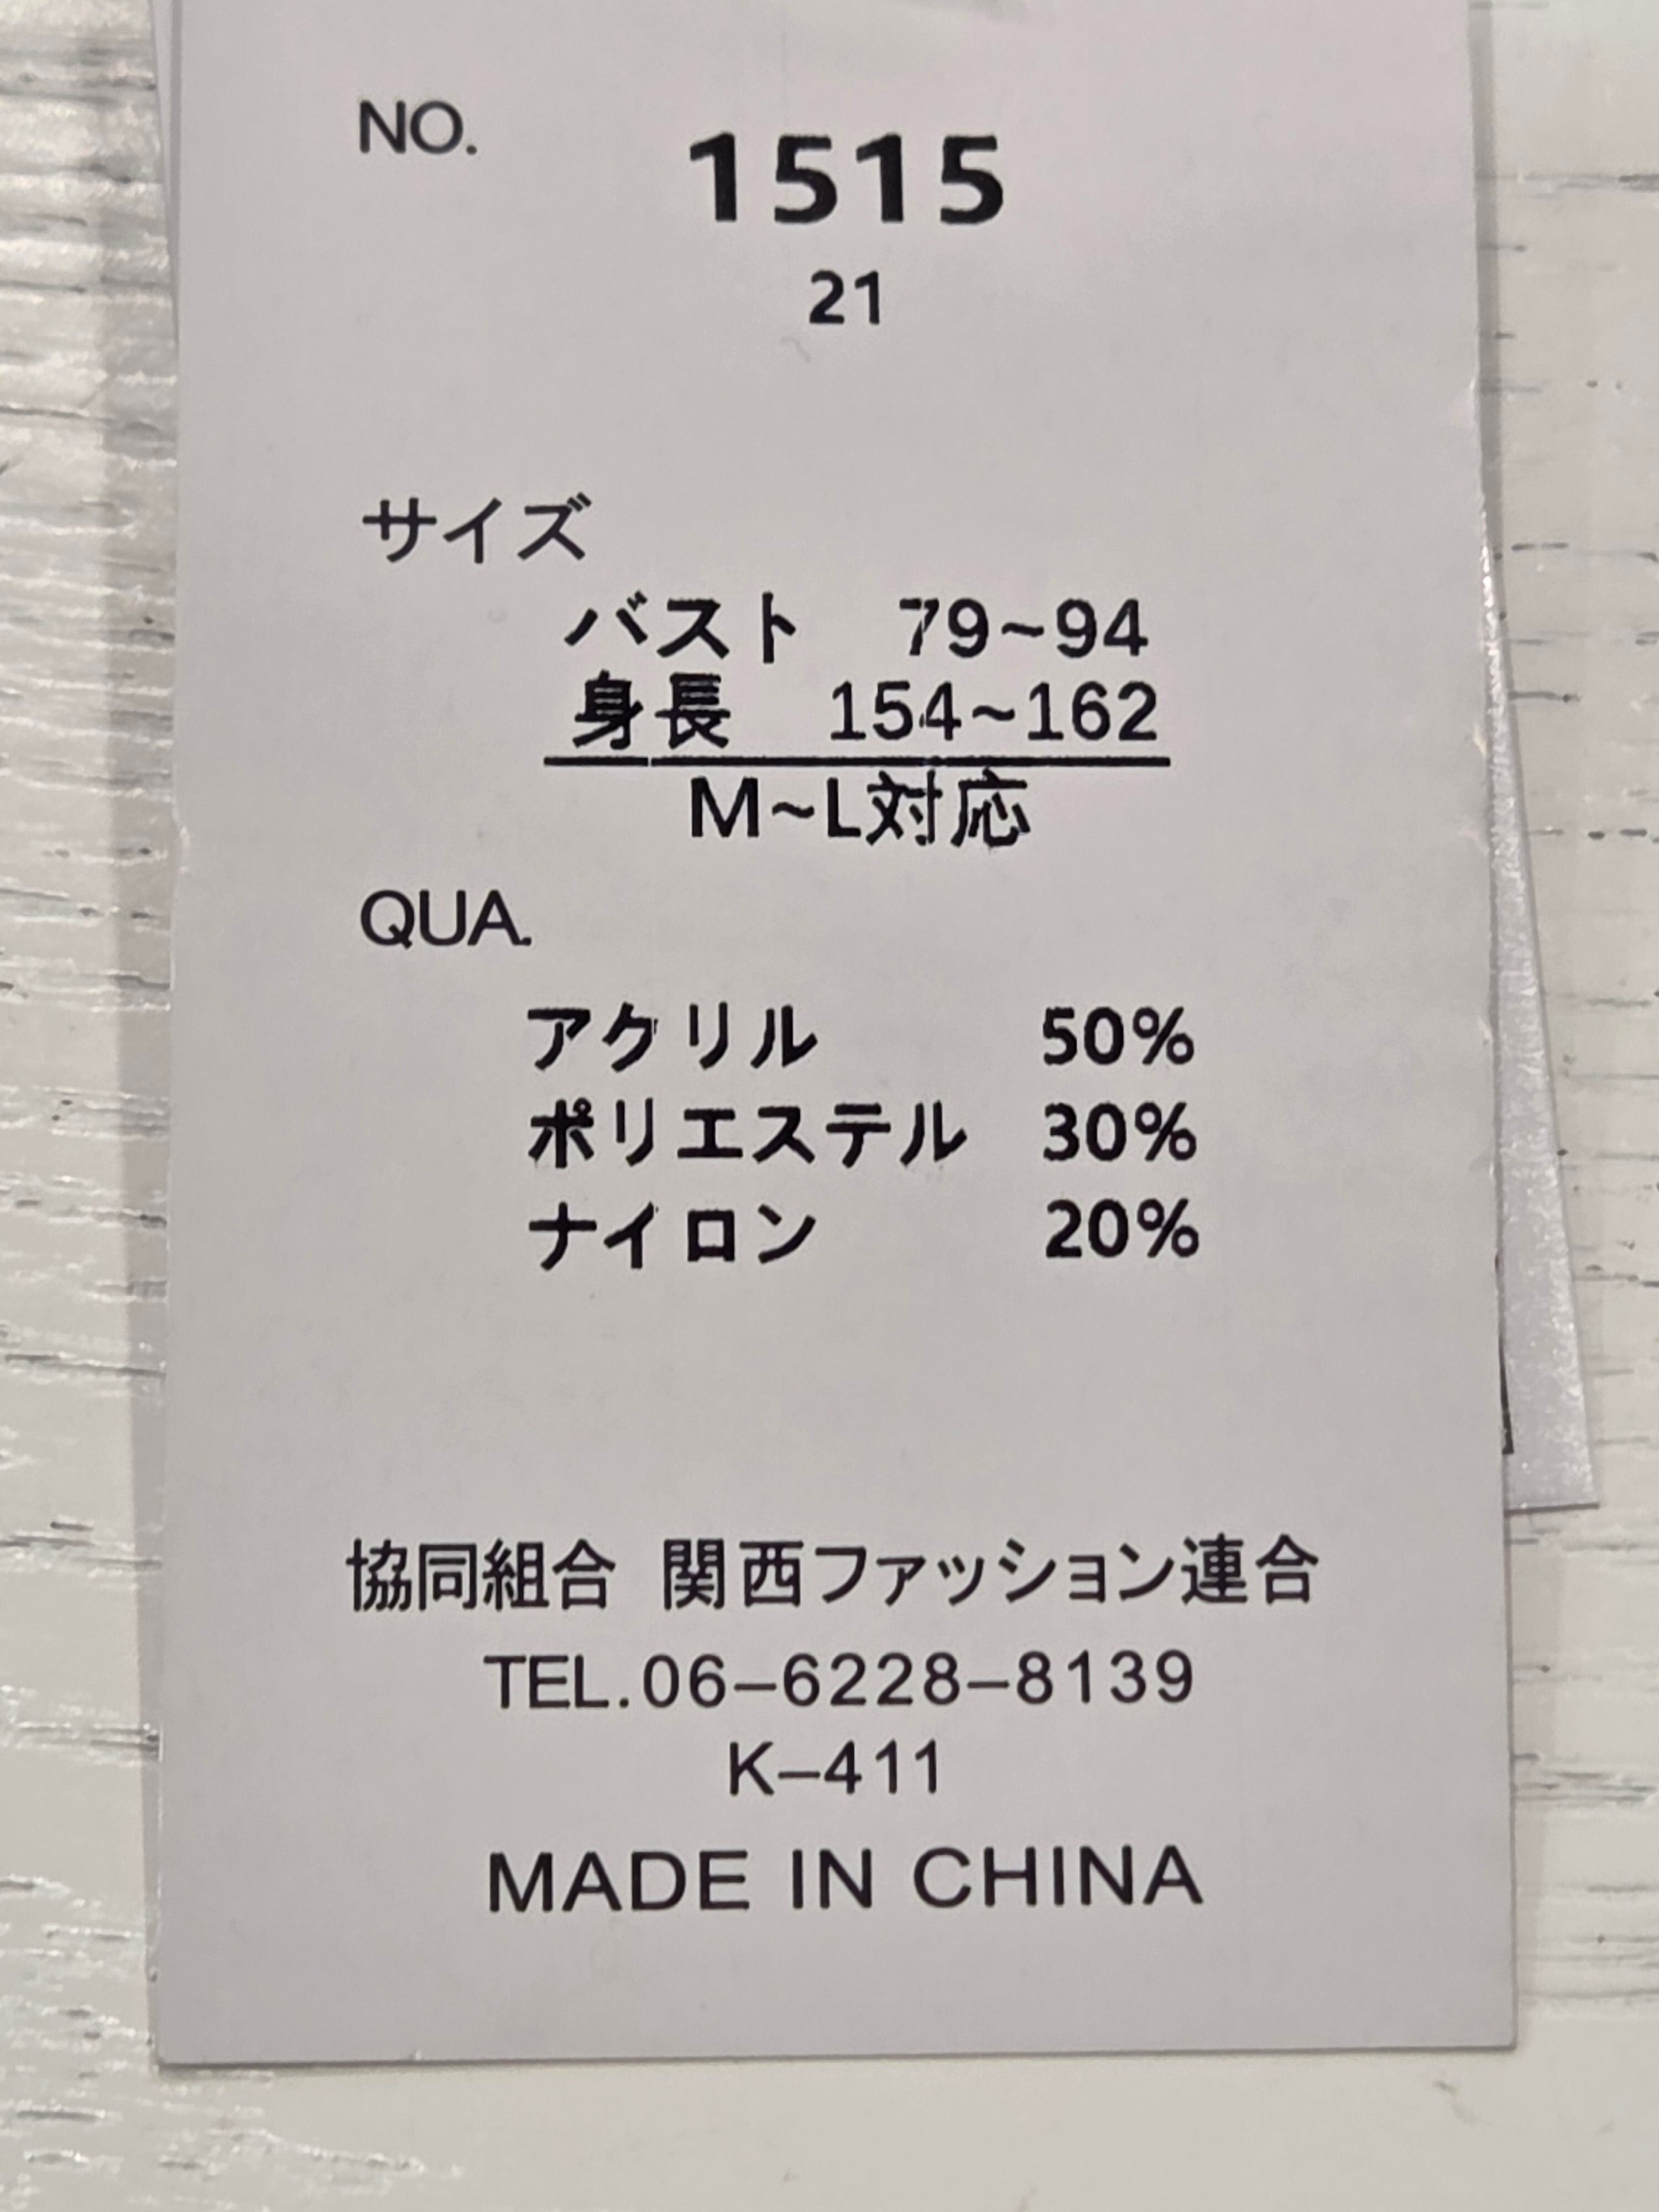 NO.
1515
21
サイズ
バスト 79~94
身長 154~162
M~L対応
QUA.
アクリル 50%
ポリエステル 30%
ナイロン 20%
協同組合 関西ファッション連合
TEL.06–6228–8139
K–411
MADE IN CHINA